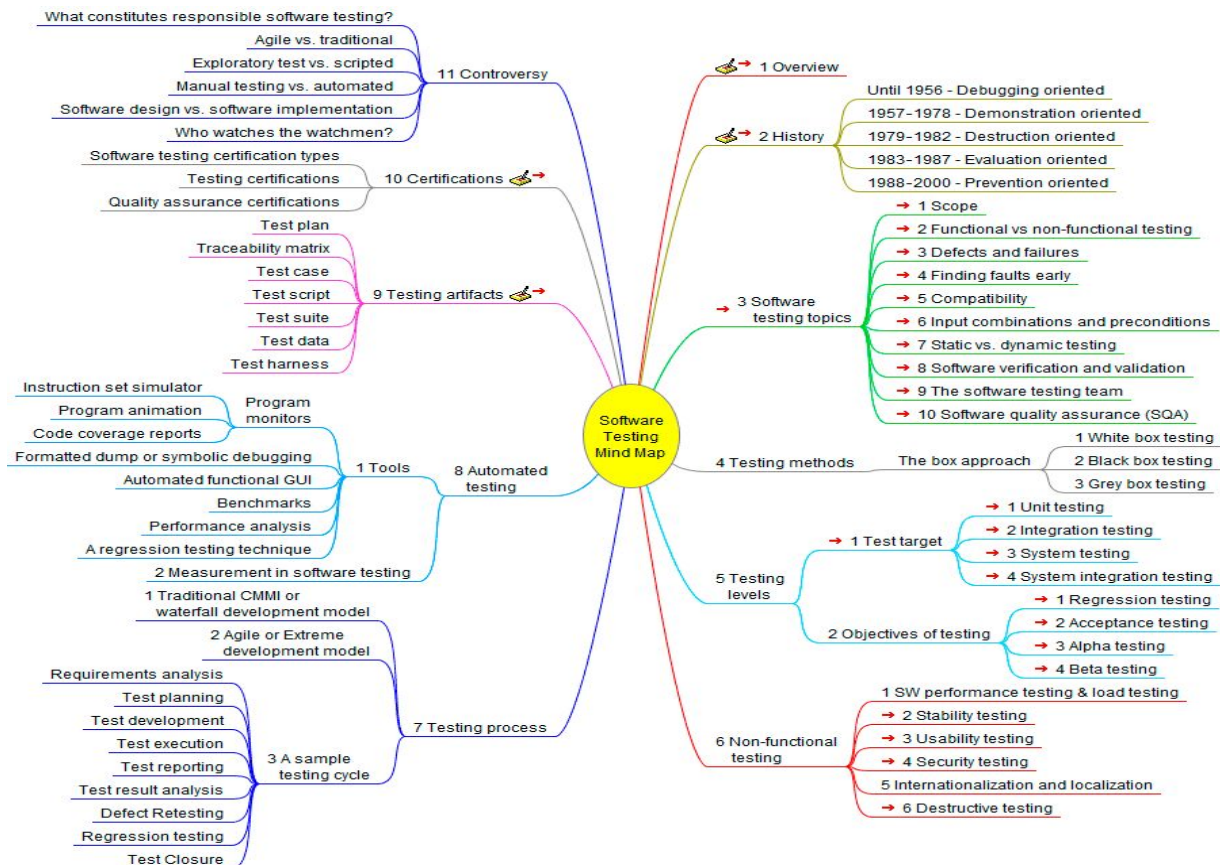 Software
Testing
Mind Map
1 Overview
2 History
Until 1956 - Debugging oriented
1957-1978 - Demonstration oriented
1979-1982 - Destruction oriented
1983-1987 - Evaluation oriented
1988-2000 - Prevention oriented
3 Software
testing topics
1 Scope
2 Functional vs non-functional testing
3 Defects and failures
4 Finding faults early
5 Compatibility
6 Input combinations and preconditions
7 Static vs. dynamic testing
8 Software verification and validation
9 The software testing team
10 Software quality assurance (SQA)
4 Testing methods
The box approach
1 White box testing
2 Black box testing
3 Grey box testing
5 Testing
levels
1 Test target
1 Unit testing
2 Integration testing
3 System testing
4 System integration testing
2 Objectives of testing
1 Regression testing
2 Acceptance testing
3 Alpha testing
4 Beta testing
6 Non-functional
testing
1 SW performance testing & load testing
2 Stability testing
3 Usability testing
4 Security testing
5 Internationalization and localization
6 Destructive testing
7 Testing process
1 Traditional CMMI or
waterfall development model
2 Agile or Extreme
development model
3 A sample
testing cycle
Requirements analysis
Test planning
Test development
Test execution
Test reporting
Test result analysis
Defect Retesting
Regression testing
Test Closure
8 Automated
testing
1 Tools
Program
monitors
Instruction set simulator
Program animation
Code coverage reports
Formatted dump or symbolic debugging
Automated functional GUI
Benchmarks
Performance analysis
A regression testing technique
2 Measurement in software testing
9 Testing artifacts
Test plan
Traceability matrix
Test case
Test script
Test suite
Test data
Test harness
10 Certifications
Software testing certification types
Testing certifications
Quality assurance certifications
11 Controversy
What constitutes responsible software testing?
Agile vs. traditional
Exploratory test vs. scripted
Manual testing vs. automated
Software design vs. software implementation
Who watches the watchmen?